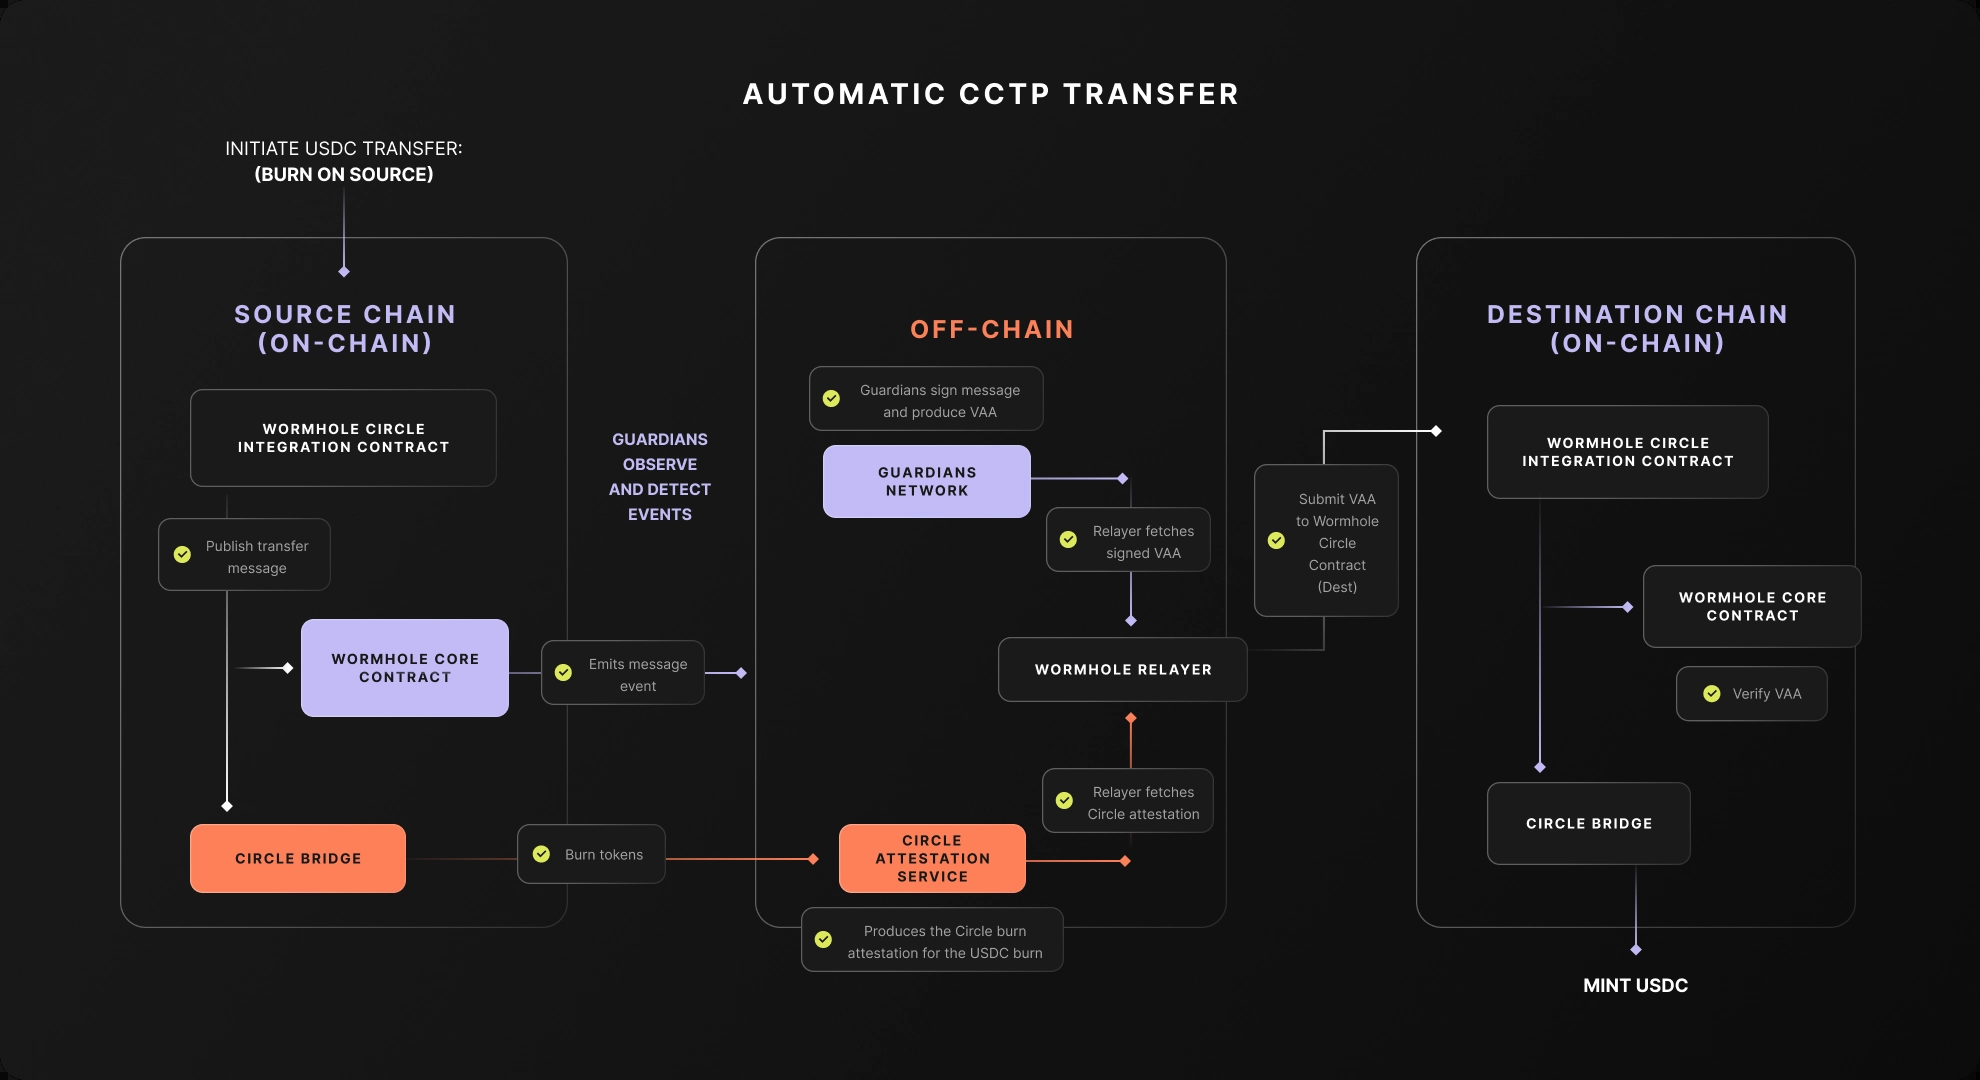 AUTOMATIC CCTP TRANSFER
INITIATE USDC TRANSFER:
(BURN ON SOURCE)
SOURCE CHAIN
(ON-CHAIN)
WORMHOLE CIRCLE
INTEGRATION CONTRACT
Publish transfer
message
WORMHOLE CORE
CONTRACT
Emits message
event
CIRCLE BRIDGE
Burn tokens
GUARDIANS
OBSERVE
AND DETECT
EVENTS
OFF-CHAIN
Guardians sign message
and produce VAA
GUARDIANS
NETWORK
Relayer fetches
signed VAA
WORMHOLE RELAYER
Relayer fetches
Circle attestation
CIRCLE
ATTESTATION
SERVICE
Produces the Circle burn
attestation for the USDC burn
Submit VAA
to Wormhole
Circle
Contract
(Dest)
DESTINATION CHAIN
(ON-CHAIN)
WORMHOLE CIRCLE
INTEGRATION CONTRACT
WORMHOLE CORE
CONTRACT
Verify VAA
CIRCLE BRIDGE
MINT USDC